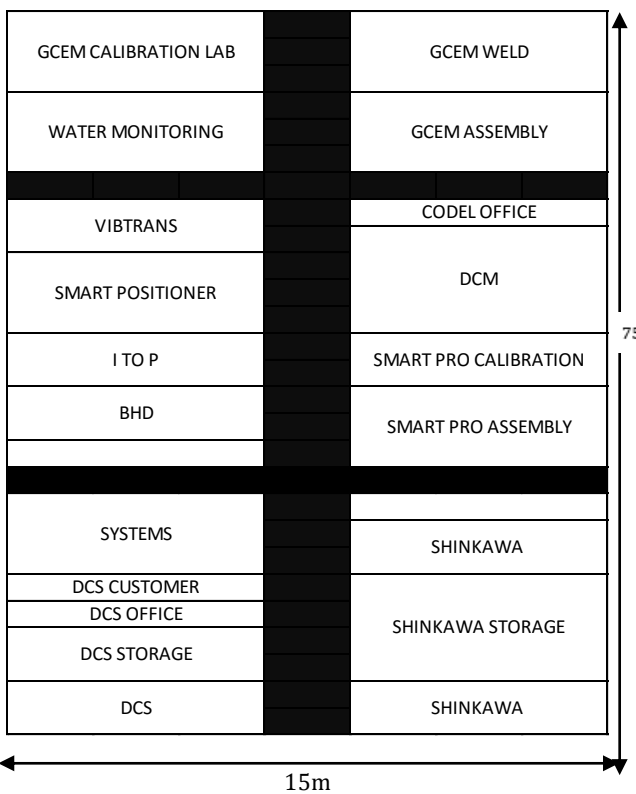 GCEM CALIBRATION LAB
GCEM WELD
WATER MONITORING
GCEM ASSEMBLY
VIBTRANS
CODEL OFFICE
DCM
SMART POSITIONER
75
I TO P
SMART PRO CALIBRATION
BHD
SMART PRO ASSEMBLY
SYSTEMS
SHINKAWA
DCS CUSTOMER
DCS OFFICE
SHINKAWA STORAGE
DCS STORAGE
DCS
SHINKAWA
15m